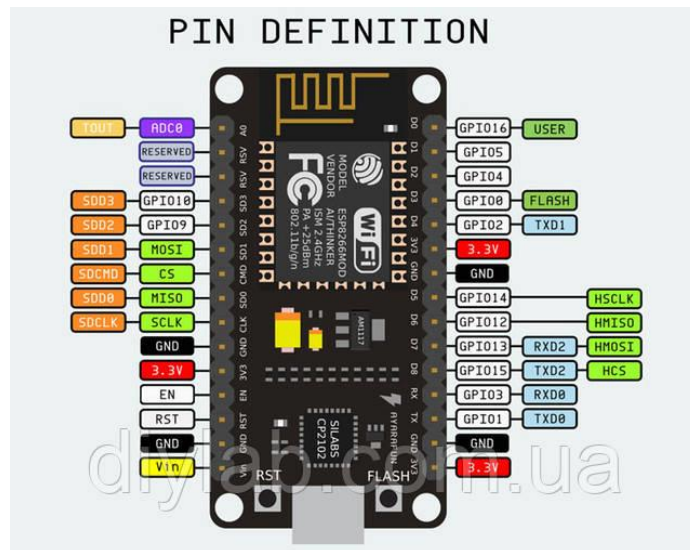 PIN DEFINITION
TOUT ADC0 A0 D0 GPIO16 USER
RESERVED RSV D1 GPIO5
RESERVED RSV D2 GPIO4
SDD3 GPIO10 SD3 D3 GPIO0 FLASH
SDD2 GPIO9 SD2 D4 GPIO2 TXD1
SDD1 MOSI SD1 3V3 3.3V
SDCMD CS CMD GND GND
SDD0 MISO SD0 D5 GPIO14 HSCLK
SDCLK SCLK CLK D6 GPIO12 HMISO
GND GND D7 GPIO13 RXD2 HMOSI
3.3V 3V3 D8 GPIO15 TXD2 HCS
EN EN RX GPIO3 RXD0
RST RST TX GPIO1 TXD0
GND GND GND GND
Vin Vin 3V3 3.3V
MODEL ESP8266MOD
VENDOR AI/THINKER
ISM 2.4GHz
PA +25dBm
802.11b/g/n
FC
Wi Fi
AM1117
SILABS
CP2102
AYARAFUN
RST FLASH
diylab.com.ua